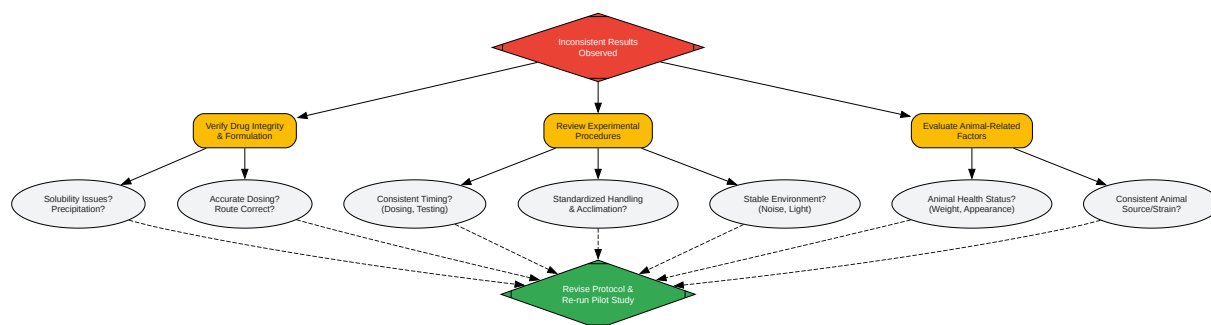 Inconsistent Results
Observed
Verify Drug Integrity
& Formulation
Review Experimental
Procedures
Evaluate Animal-Related
Factors
Solubility Issues?
Precipitation?
Accurate Dosing?
Route Correct?
Consistent Timing?
(Dosing, Testing)
Standardized Handling
& Acclimation?
Stable Environment?
(Noise, Light)
Animal Health Status?
(Weight, Appearance)
Consistent Animal
Source/Strain?
Revise Protocol &
Re-run Pilot Study